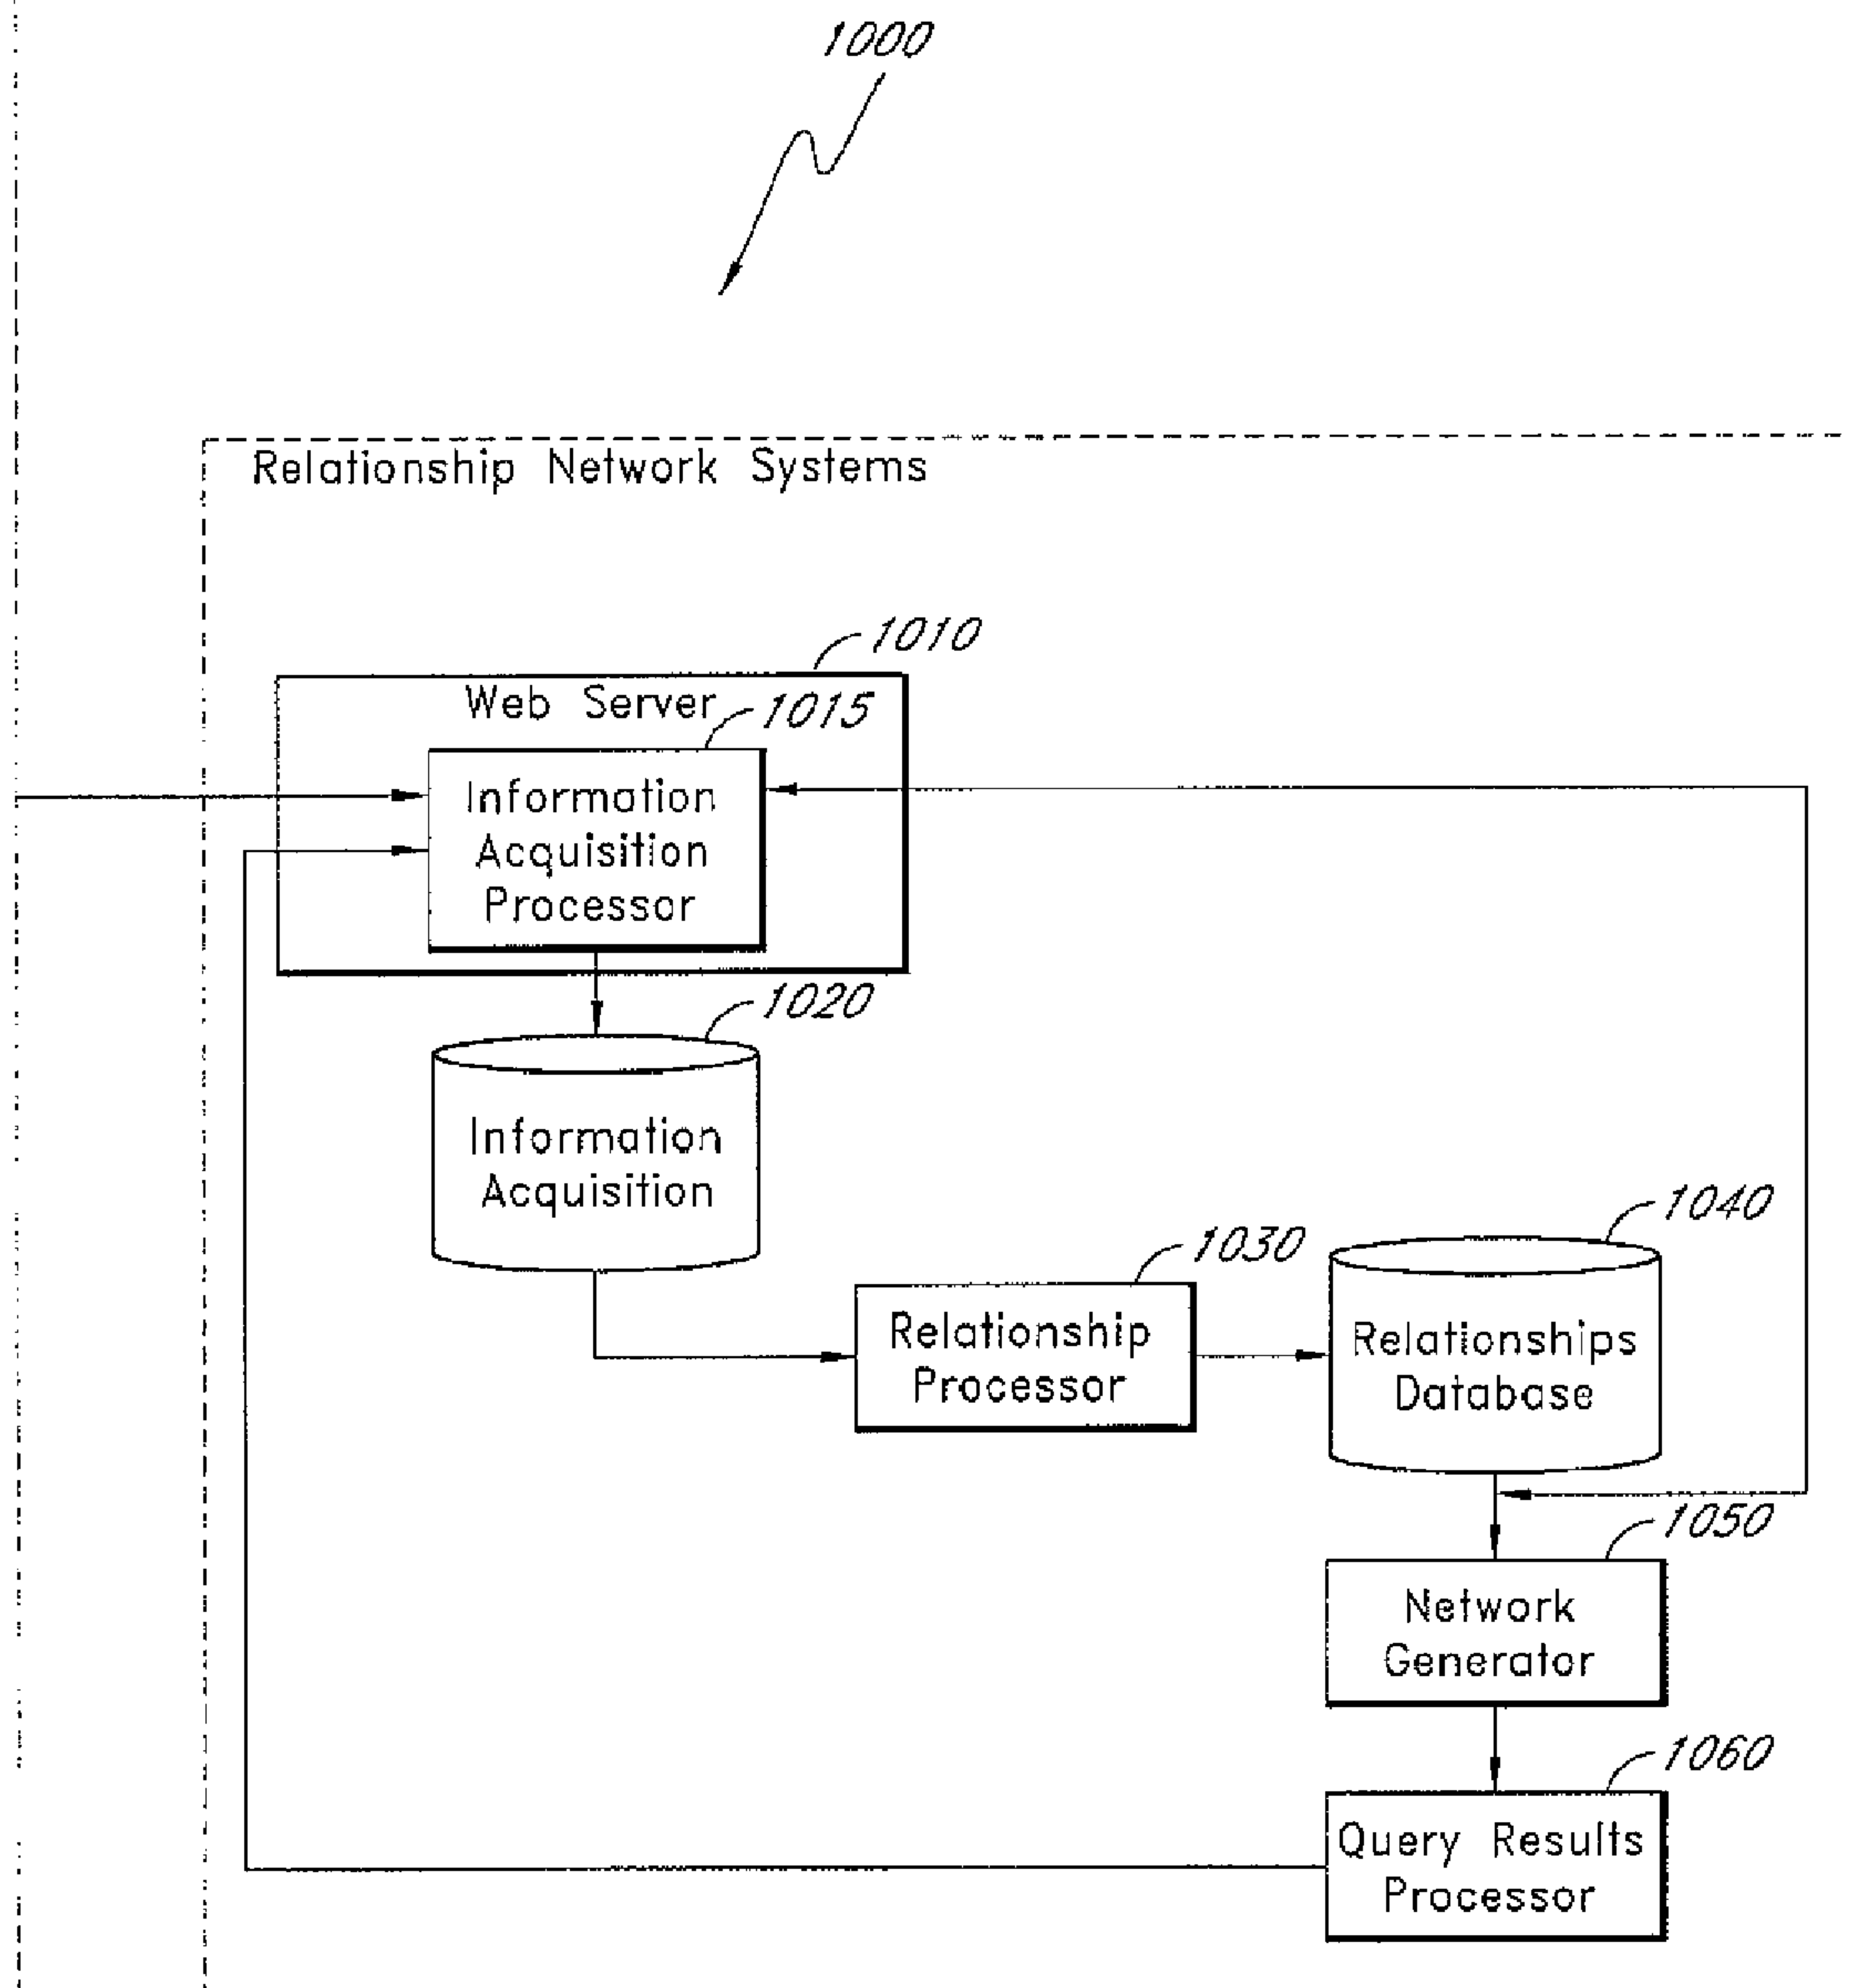 1000
Relationship Network Systems
1010
Web Server
1015
Information
Acquisition
Processor
1020
Information
Acquisition
1030
Relationship
Processor
1040
Relationships
Database
1050
Network
Generator
1060
Query Results
Processor